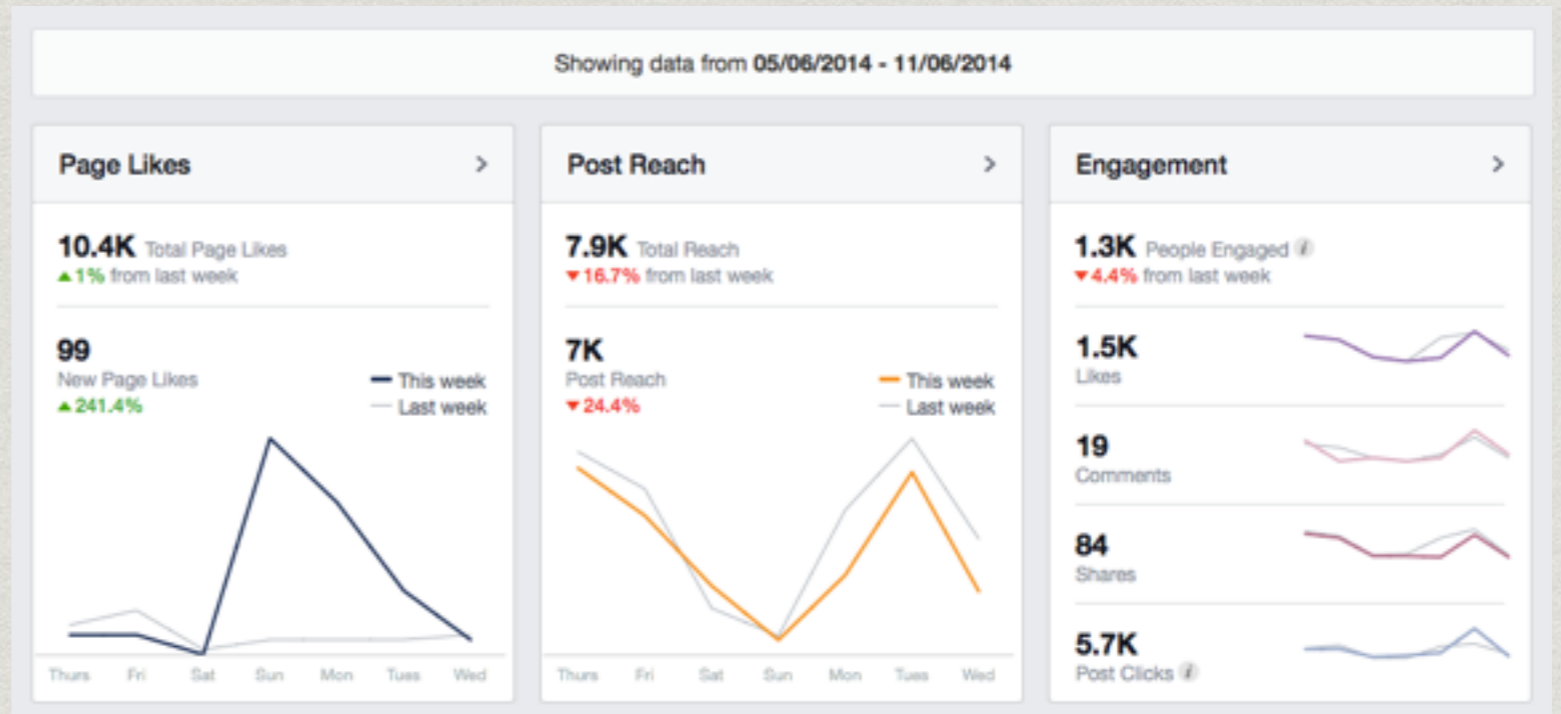 Showing data from 05/06/2014 - 11/06/2014
Page Likes
10.4K Total Page Likes
▲1% from last week
99
New Page Likes
▲241.4%
This week
Last week
Thurs Fri Sat Sun Mon Tues Wed
Post Reach
7.9K Total Reach
▼16.7% from last week
7K
Post Reach
▼24.4%
This week
Last week
Thurs Fri Sat Sun Mon Tues Wed
Engagement
1.3K People Engaged i
▼4.4% from last week
1.5K
Likes
19
Comments
84
Shares
5.7K
Post Clicks i